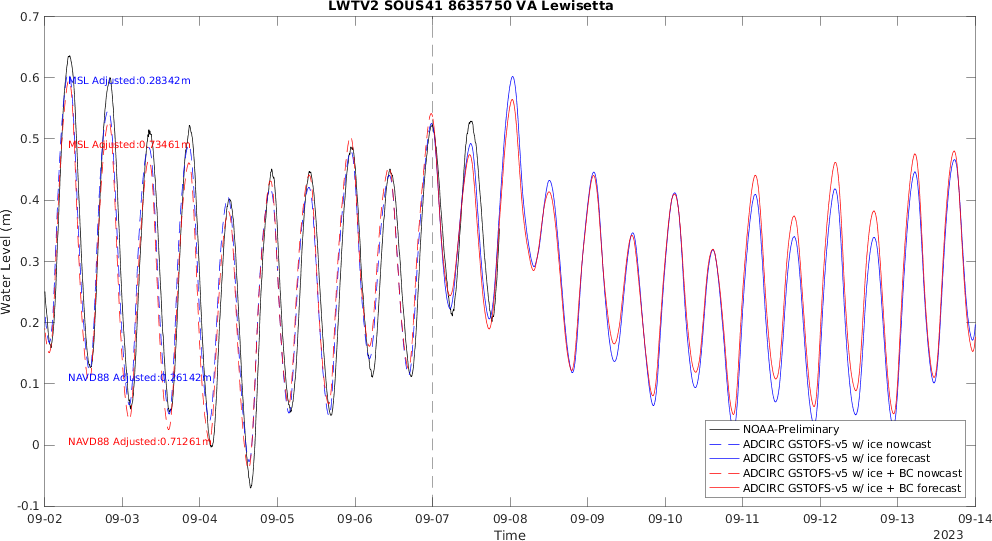 LWTV2 SOUS41 8635750 VA Lewisetta
0.7
0.6
0.5
0.4
0.3
0.2
0.1
0
-0.1
Water Level (m)
MSL Adjusted:0.28342m
MSL Adjusted:0.73461m
NAVD88 Adjusted:0.26142m
NAVD88 Adjusted:0.71261m
NOAA-Preliminary
ADCIRC GSTOFS-v5 w/ ice nowcast
ADCIRC GSTOFS-v5 w/ ice forecast
ADCIRC GSTOFS-v5 w/ ice + BC nowcast
ADCIRC GSTOFS-v5 w/ ice + BC forecast
09-02 09-03 09-04 09-05 09-06 09-07 09-08 09-09 09-10 09-11 09-12 09-13 09-14
Time
2023